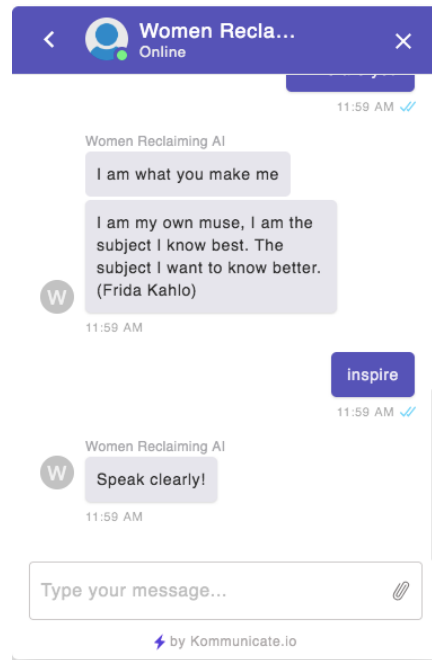 Women Recla...
Online
you
11:59 AM
Women Reclaiming AI
I am what you make me
I am my own muse, I am the
subject I know best. The
subject I want to know better.
(Frida Kahlo)
W
11:59 AM
inspire
11:59 AM
Women Reclaiming AI
W
Speak clearly!
11:59 AM
Type your message...
by Kommunicate.io